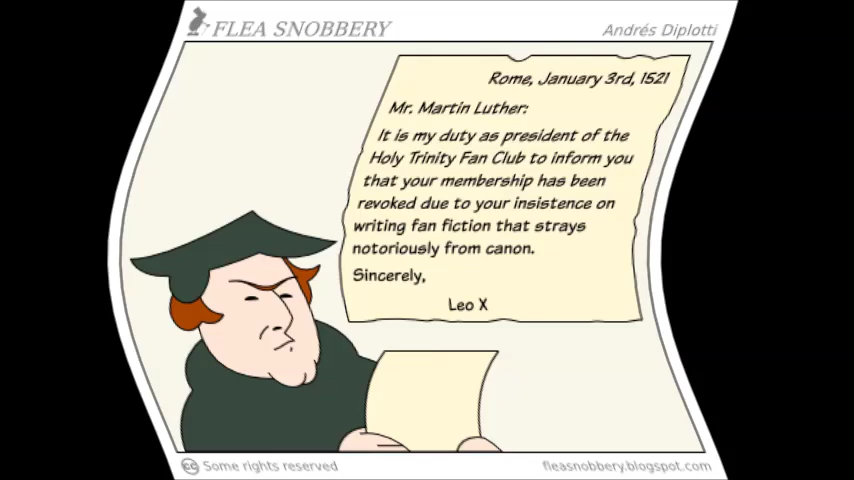 FLEA SNOBBERY
Andrés Diplotti
Rome, January 3rd, 1521
Mr. Martin Luther:
It is my duty as president of the
Holy Trinity Fan Club to inform you
that your membership has been
revoked due to your insistence on
writing fan fiction that strays
notoriously from canon.
Sincerely,
Leo X
cc Some rights reserved
fleasnobbery.blogspot.com